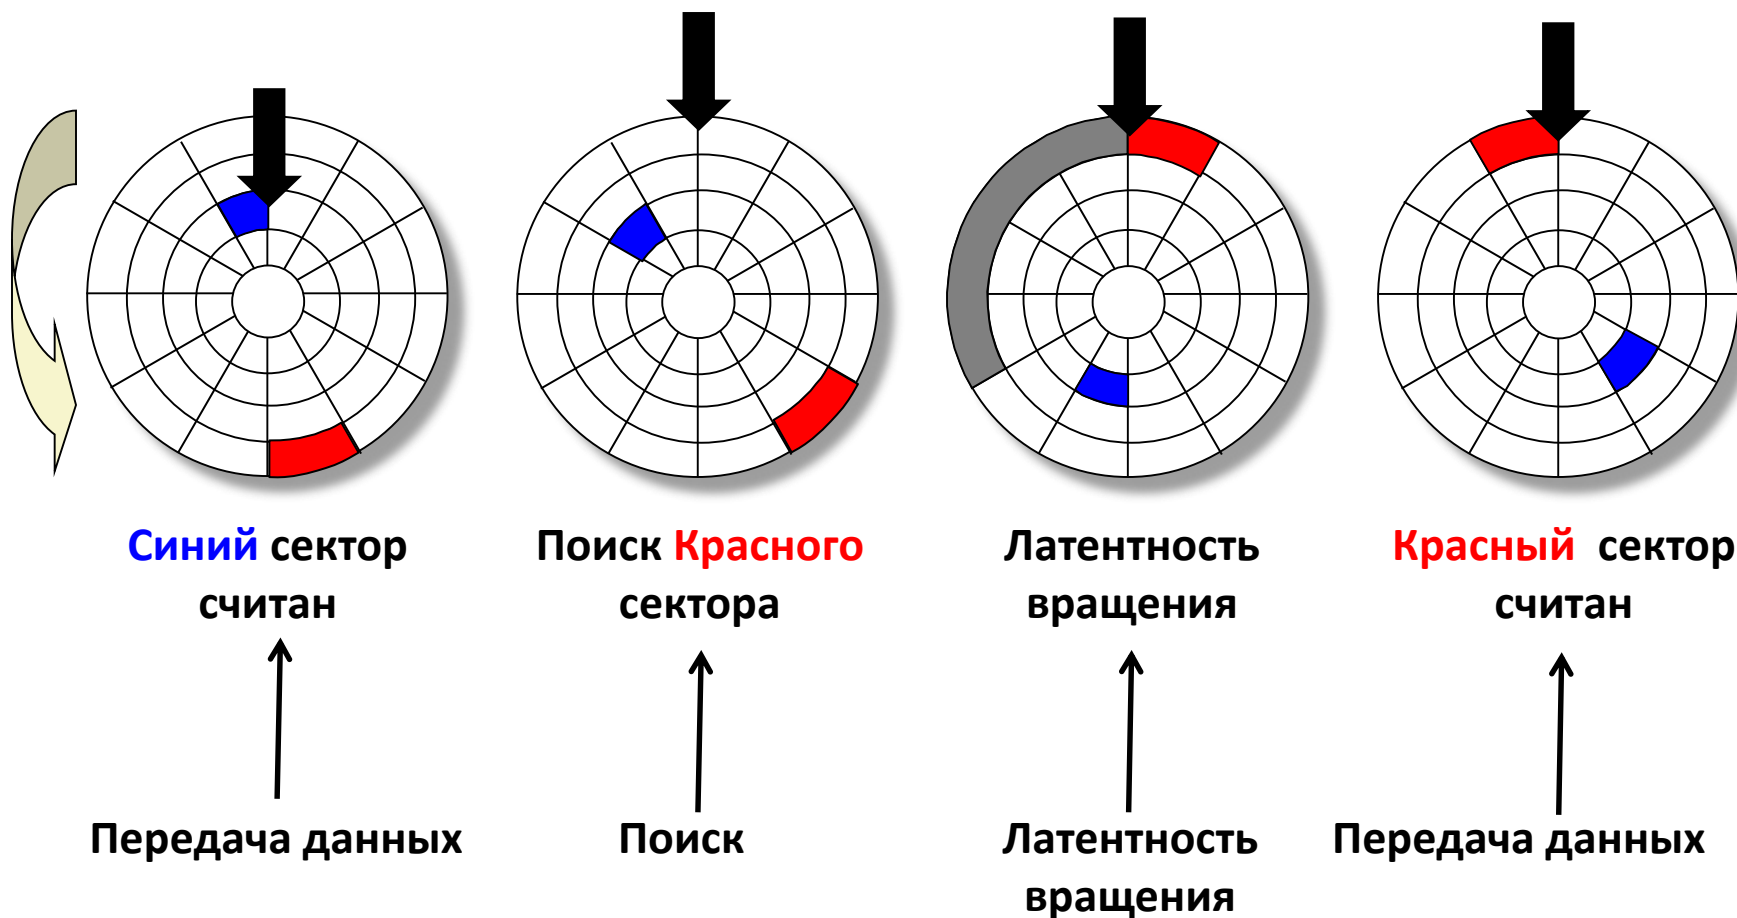 Синий сектор
считан
Поиск Красного
сектора
Латентность
вращения
Красный сектор
считан
Передача данных
Поиск
Латентность
вращения
Передача данных